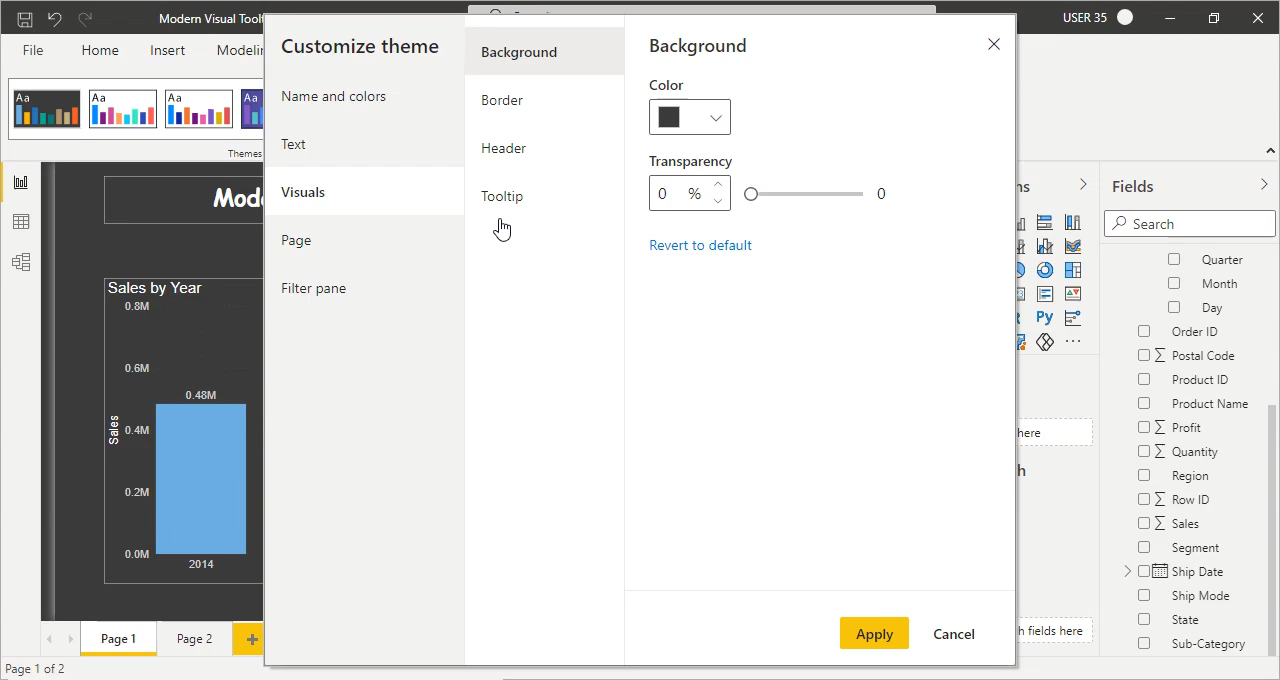 Modern Visual Tool
USER 35
File
Home
Insert
Modelin
Aa
Aa
Aa
Aa
Themes
Customize theme
Name and colors
Text
Visuals
Page
Filter pane
Background
Border
Header
Tooltip
Background
Color
Transparency
0 %
0
Revert to default
Apply
Cancel
Mode
Sales by Year
0.8M
0.6M
0.48M
0.4M
Sales
0.2M
0.0M
2014
Page 1
Page 2
Page 1 of 2
ns
Py
here
h
h fields here
Fields
Search
Quarter
Month
Day
Order ID
Postal Code
Product ID
Product Name
Profit
Quantity
Region
Row ID
Sales
Segment
Ship Date
Ship Mode
State
Sub-Category